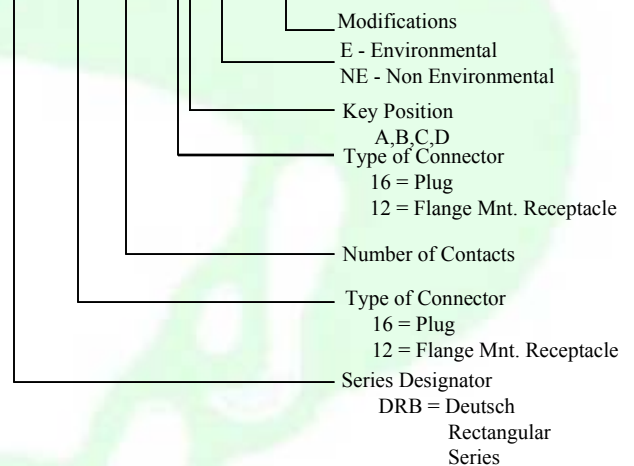 Modifications
E - Environmental
NE - Non Environmental
Key Position
A,B,C,D
Type of Connector
16 = Plug
12 = Flange Mnt. Receptacle
Number of Contacts
Type of Connector
16 = Plug
12 = Flange Mnt. Receptacle
Series Designator
DRB = Deutsch
Rectangular
Series